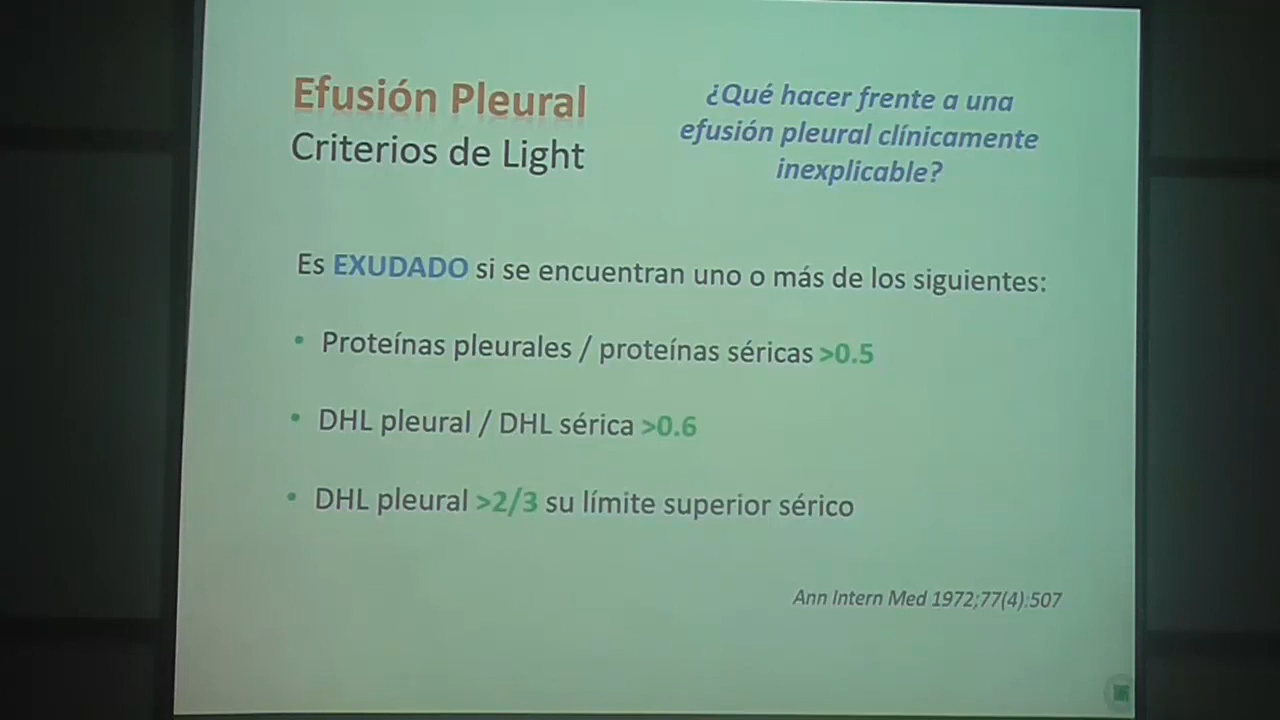 Efusión Pleural
Criterios de Light
¿Qué hacer frente a una
efusión pleural clínicamente
inexplicable?
Es EXUDADO si se encuentran uno o más de los siguientes:
• Proteínas pleurales / proteínas séricas >0.5
• DHL pleural / DHL sérica >0.6
• DHL pleural >2/3 su límite superior sérico
Ann Intern Med 1972;77(4):507